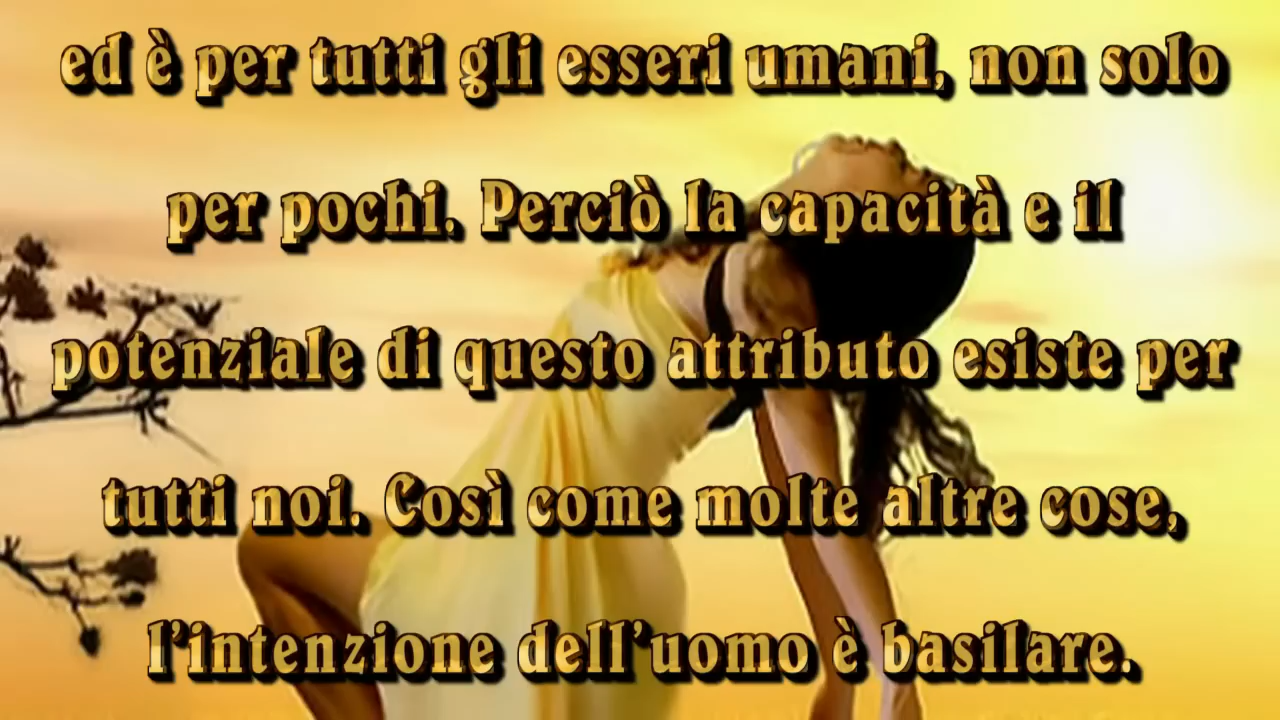 ed è per tutti gli esseri umani, non solo
per pochi. Perciò la capacità e il
potenziale di questo attributo esiste per
tutti noi. Così come molte altre cose,
l'intenzione dell'uomo è basilare.